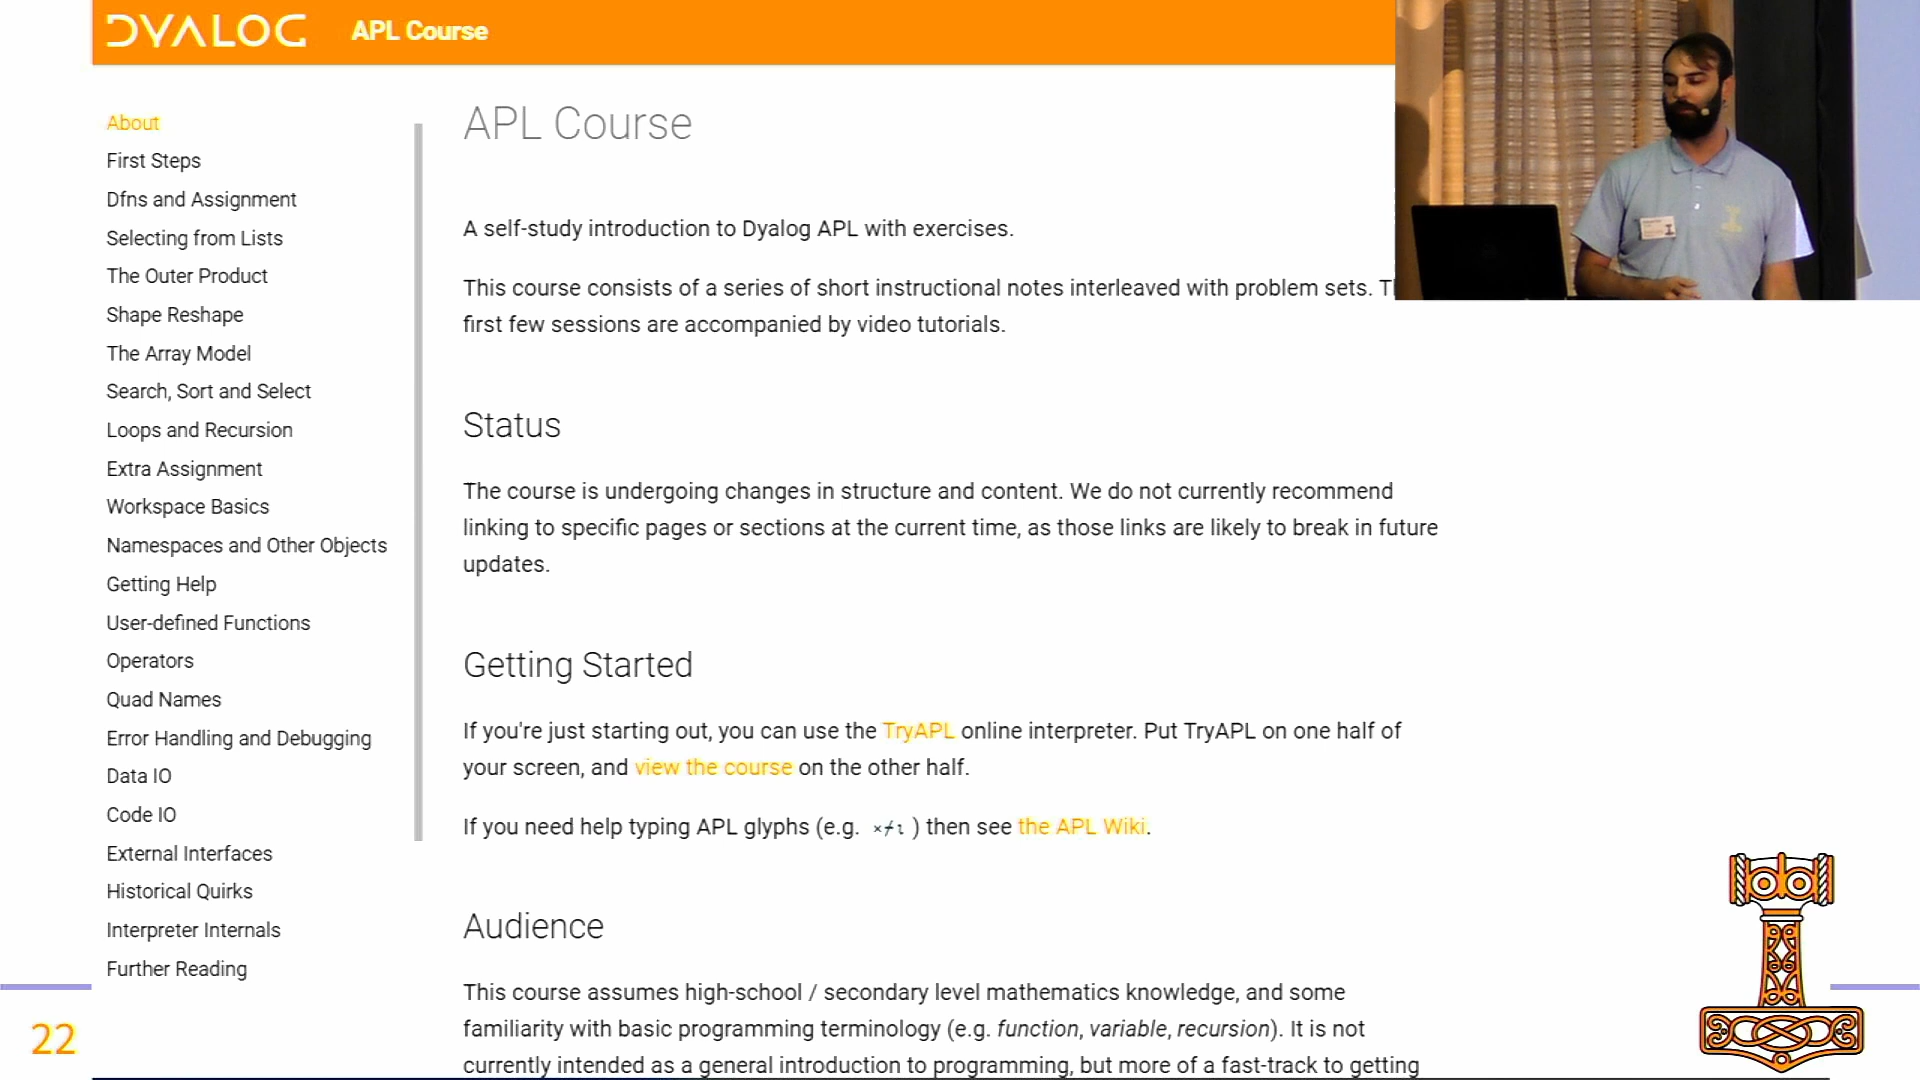 DYALOG APL Course
About
First Steps
Dfns and Assignment
Selecting from Lists
The Outer Product
Shape Reshape
The Array Model
Search, Sort and Select
Loops and Recursion
Extra Assignment
Workspace Basics
Namespaces and Other Objects
Getting Help
User-defined Functions
Operators
Quad Names
Error Handling and Debugging
Data IO
Code IO
External Interfaces
Historical Quirks
Interpreter Internals
Further Reading
22
APL Course
A self-study introduction to Dyalog APL with exercises.
This course consists of a series of short instructional notes interleaved with problem sets.
first few sessions are accompanied by video tutorials.
Status
The course is undergoing changes in structure and content. We do not currently recommend
linking to specific pages or sections at the current time, as those links are likely to break in future
updates.
Getting Started
If you're just starting out, you can use the TryAPL online interpreter. Put TryAPL on one half of
your screen, and view the course on the other half.
If you need help typing APL glyphs (e.g. ×⌿⍳ ) then see the APL Wiki.
Audience
This course assumes high-school / secondary level mathematics knowledge, and some
familiarity with basic programming terminology (e.g. function, variable, recursion). It is not
currently intended as a general introduction to programming, but more of a fast-track to getting